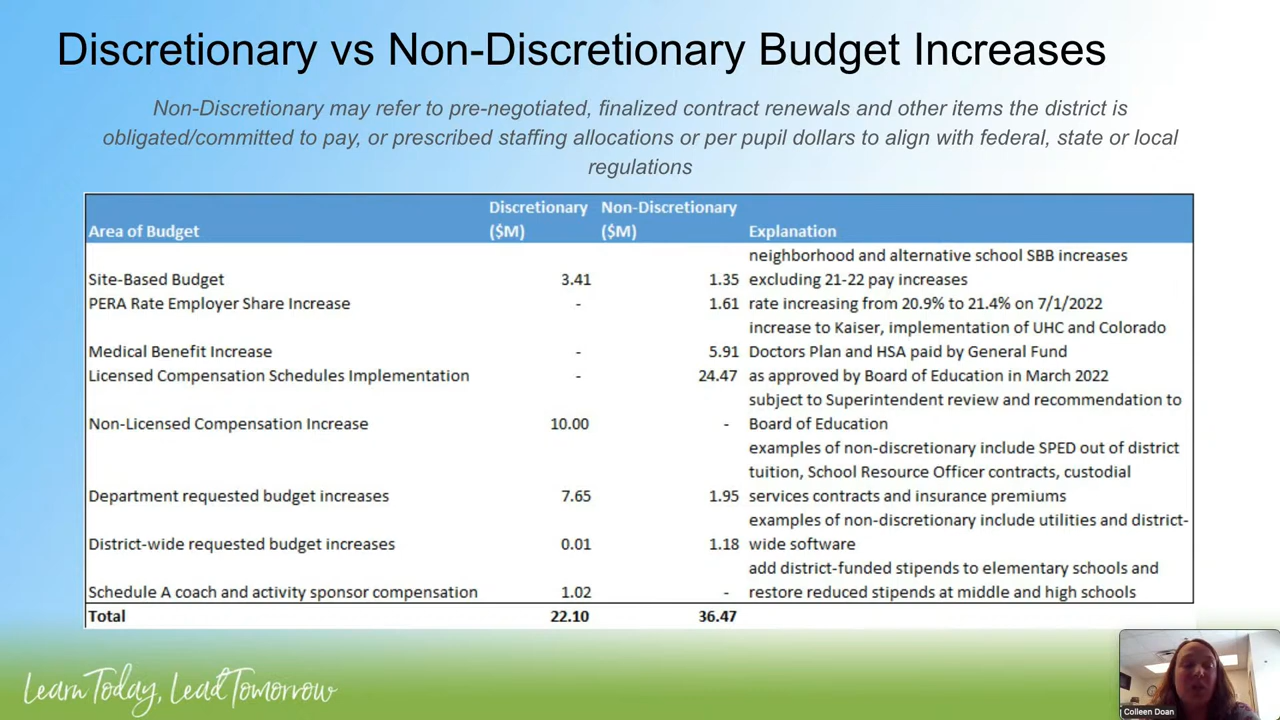 Discretionary vs Non-Discretionary Budget Increases
Non-Discretionary may refer to pre-negotiated, finalized contract renewals and other items the district is
obligated/committed to pay, or prescribed staffing allocations or per pupil dollars to align with federal, state or local
regulations
Discretionary Non-Discretionary
Area of Budget ($M) ($M) Explanation
neighborhood and alternative school SBB increases
Site-Based Budget 3.41 1.35 excluding 21-22 pay increases
PERA Rate Employer Share Increase - 1.61 rate increasing from 20.9% to 21.4% on 7/1/2022
increase to Kaiser, implementation of UHC and Colorado
Medical Benefit Increase - 5.91 Doctors Plan and HSA paid by General Fund
Licensed Compensation Schedules Implementation - 24.47 as approved by Board of Education in March 2022
subject to Superintendent review and recommendation to
Non-Licensed Compensation Increase 10.00 - Board of Education
examples of non-discretionary include SPED out of district
tuition, School Resource Officer contracts, custodial
Department requested budget increases 7.65 1.95 services contracts and insurance premiums
examples of non-discretionary include utilities and district-
District-wide requested budget increases 0.01 1.18 wide software
add district-funded stipends to elementary schools and
Schedule A coach and activity sponsor compensation 1.02 - restore reduced stipends at middle and high schools
Total 22.10 36.47
Learn Today, Lead Tomorrow
Colleen Doan